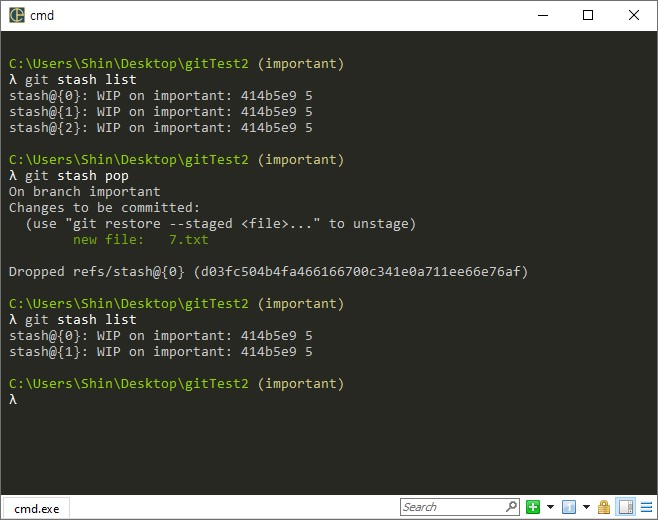 cmd
C:\Users\Shin\Desktop\gitTest2 (important)
λ git stash list
stash@{0}: WIP on important: 414b5e9 5
stash@{1}: WIP on important: 414b5e9 5
stash@{2}: WIP on important: 414b5e9 5
C:\Users\Shin\Desktop\gitTest2 (important)
λ git stash pop
On branch important
Changes to be committed:
  (use "git restore --staged <file>..." to unstage)
        new file:   7.txt
Dropped refs/stash@{0} (d03fc504b4fa466166700c341e0a711ee66e76af)
C:\Users\Shin\Desktop\gitTest2 (important)
λ git stash list
stash@{0}: WIP on important: 414b5e9 5
stash@{1}: WIP on important: 414b5e9 5
C:\Users\Shin\Desktop\gitTest2 (important)
λ
cmd.exe
Search